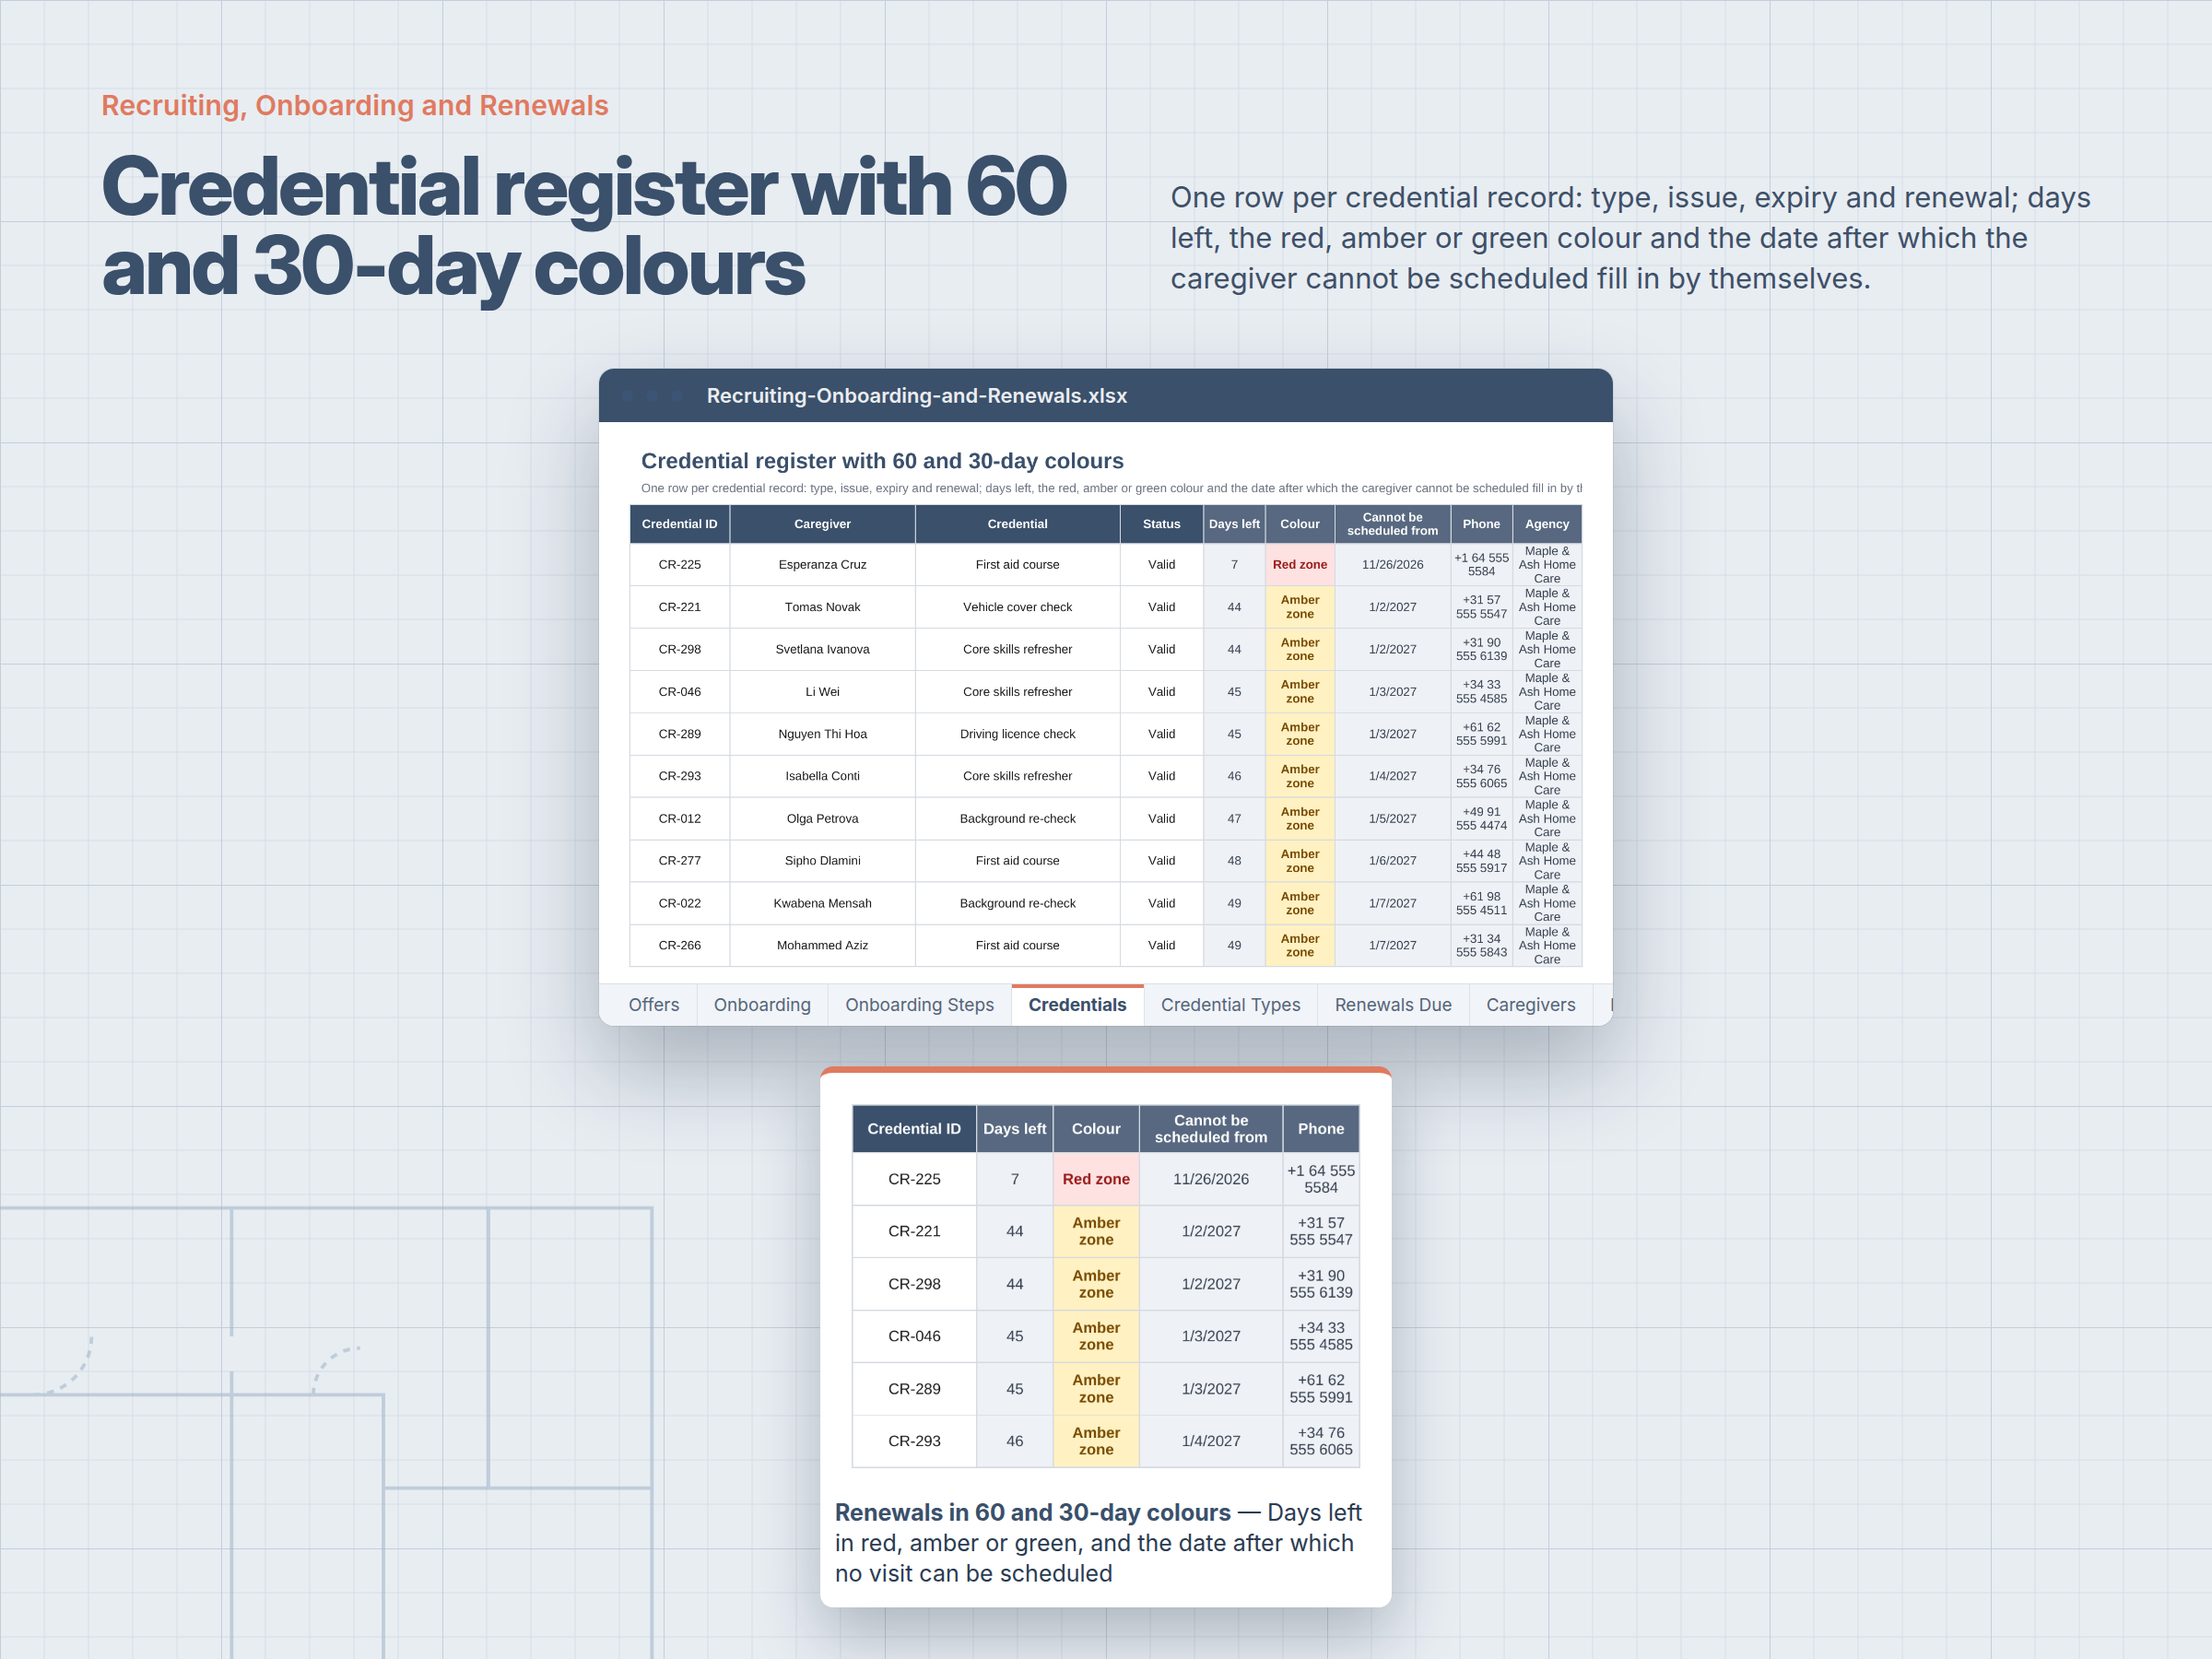 Recruiting, Onboarding and Renewals
Credential register with 60
and 30-day colours
One row per credential record: type, issue, expiry and renewal; days
left, the red, amber or green colour and the date after which the
caregiver cannot be scheduled fill in by themselves.
Recruiting-Onboarding-and-Renewals.xlsx
Credential register with 60 and 30-day colours
One row per credential record: type, issue, expiry and renewal; days left, the red, amber or green colour and the date after which the caregiver cannot be scheduled fill in by
Credential ID Caregiver Credential Status Days left Colour Cannot be scheduled from Phone Agency
CR-225 Esperanza Cruz First aid course Valid 7 Red zone 11/26/2026 +1 64 555 5584 Maple & Ash Home Care
CR-221 Tomas Novak Vehicle cover check Valid 44 Amber zone 1/2/2027 +31 57 555 5547 Maple & Ash Home Care
CR-298 Svetlana Ivanova Core skills refresher Valid 44 Amber zone 1/2/2027 +31 90 555 6139 Maple & Ash Home Care
CR-046 Li Wei Core skills refresher Valid 45 Amber zone 1/3/2027 +34 33 555 4585 Maple & Ash Home Care
CR-289 Nguyen Thi Hoa Driving licence check Valid 45 Amber zone 1/3/2027 +61 62 555 5991 Maple & Ash Home Care
CR-293 Isabella Conti Core skills refresher Valid 46 Amber zone 1/4/2027 +34 76 555 6065 Maple & Ash Home Care
CR-012 Olga Petrova Background re-check Valid 47 Amber zone 1/5/2027 +49 91 555 4474 Maple & Ash Home Care
CR-277 Sipho Dlamini First aid course Valid 48 Amber zone 1/6/2027 +44 48 555 5917 Maple & Ash Home Care
CR-022 Kwabena Mensah Background re-check Valid 49 Amber zone 1/7/2027 +61 98 555 4511 Maple & Ash Home Care
CR-266 Mohammed Aziz First aid course Valid 49 Amber zone 1/7/2027 +31 34 555 5843 Maple & Ash Home Care
Offers Onboarding Onboarding Steps Credentials Credential Types Renewals Due Caregivers
Credential ID Days left Colour Cannot be scheduled from Phone
CR-225 7 Red zone 11/26/2026 +1 64 555 5584
CR-221 44 Amber zone 1/2/2027 +31 57 555 5547
CR-298 44 Amber zone 1/2/2027 +31 90 555 6139
CR-046 45 Amber zone 1/3/2027 +34 33 555 4585
CR-289 45 Amber zone 1/3/2027 +61 62 555 5991
CR-293 46 Amber zone 1/4/2027 +34 76 555 6065
Renewals in 60 and 30-day colours — Days left
in red, amber or green, and the date after which
no visit can be scheduled